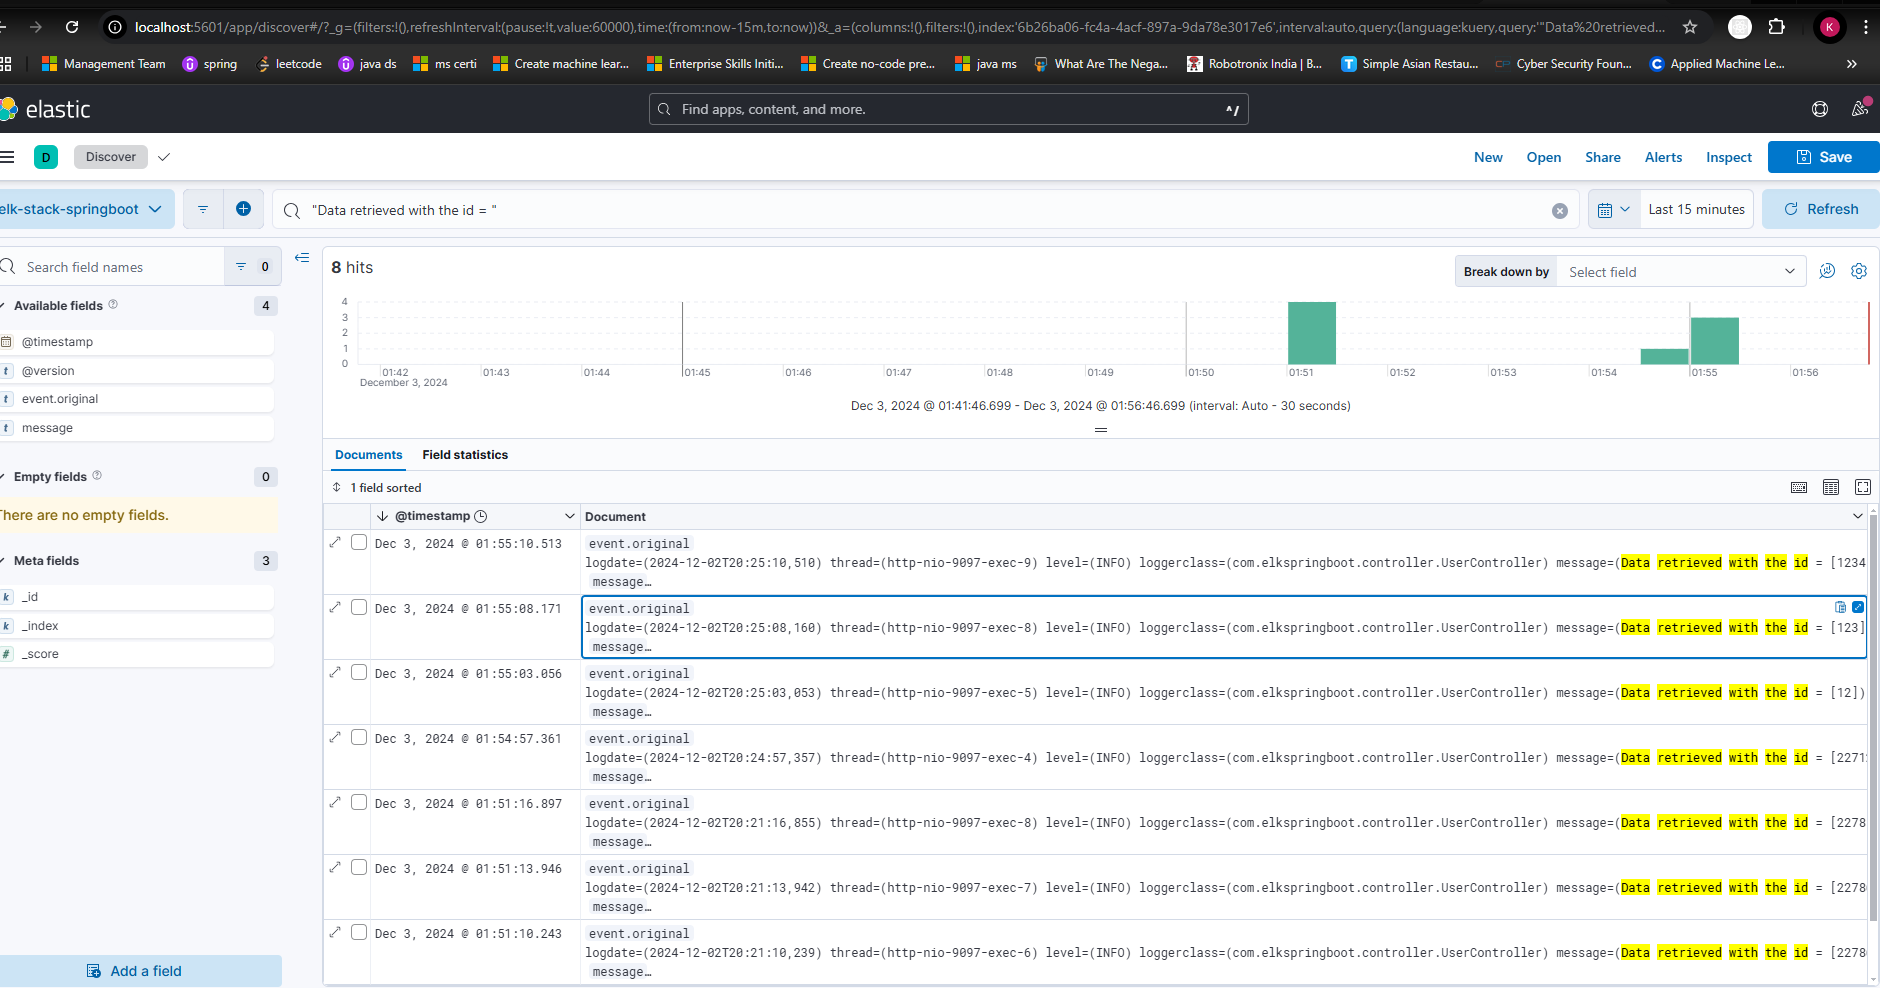 localhost:5601/app/discover#/?_g=(filters:!(),refreshInterval:(pause:!t,value:60000),time:(from:now-15m,to:now))&_a=(columns:!(),filters:!(),index:'6b26ba06-fc4a-4acf-897a-9da78e3017e6',interval:auto,query:(language:kuery,query:'"Data%20retrieved...
K
Management Team spring leetcode java ds ms certi Create machine lear... Enterprise Skills Initi... Create no-code pre... java ms What Are The Nega... Robotronix India | B... Simple Asian Restau... Cyber Security Foun... Applied Machine Le... »
elastic
Find apps, content, and more.
^/
D Discover
New Open Share Alerts Inspect Save
elk-stack-springboot
"Data retrieved with the id = "
Last 15 minutes
Refresh
Search field names
0
Available fields 4
@timestamp
@version
event.original
message
Empty fields 0
There are no empty fields.
Meta fields 3
_id
_index
_score
Add a field
8 hits
Break down by Select field
4
3
2
1
0
01:42 01:43 01:44 01:45 01:46 01:47 01:48 01:49 01:50 01:51 01:52 01:53 01:54 01:55 01:56
December 3, 2024
Dec 3, 2024 @ 01:41:46.699 - Dec 3, 2024 @ 01:56:46.699 (interval: Auto - 30 seconds)
Documents Field statistics
1 field sorted
@timestamp Document
Dec 3, 2024 @ 01:55:10.513 event.original
logdate=(2024-12-02T20:25:10,510) thread=(http-nio-9097-exec-9) level=(INFO) loggerclass=(com.elkspringboot.controller.UserController) message=(Data retrieved with the id = [1234
message…
Dec 3, 2024 @ 01:55:08.171 event.original
logdate=(2024-12-02T20:25:08,160) thread=(http-nio-9097-exec-8) level=(INFO) loggerclass=(com.elkspringboot.controller.UserController) message=(Data retrieved with the id = [123]
message…
Dec 3, 2024 @ 01:55:03.056 event.original
logdate=(2024-12-02T20:25:03,053) thread=(http-nio-9097-exec-5) level=(INFO) loggerclass=(com.elkspringboot.controller.UserController) message=(Data retrieved with the id = [12])
message…
Dec 3, 2024 @ 01:54:57.361 event.original
logdate=(2024-12-02T20:24:57,357) thread=(http-nio-9097-exec-4) level=(INFO) loggerclass=(com.elkspringboot.controller.UserController) message=(Data retrieved with the id = [2271
message…
Dec 3, 2024 @ 01:51:16.897 event.original
logdate=(2024-12-02T20:21:16,855) thread=(http-nio-9097-exec-8) level=(INFO) loggerclass=(com.elkspringboot.controller.UserController) message=(Data retrieved with the id = [2278
message…
Dec 3, 2024 @ 01:51:13.946 event.original
logdate=(2024-12-02T20:21:13,942) thread=(http-nio-9097-exec-7) level=(INFO) loggerclass=(com.elkspringboot.controller.UserController) message=(Data retrieved with the id = [2278
message…
Dec 3, 2024 @ 01:51:10.243 event.original
logdate=(2024-12-02T20:21:10,239) thread=(http-nio-9097-exec-6) level=(INFO) loggerclass=(com.elkspringboot.controller.UserController) message=(Data retrieved with the id = [2278
message…